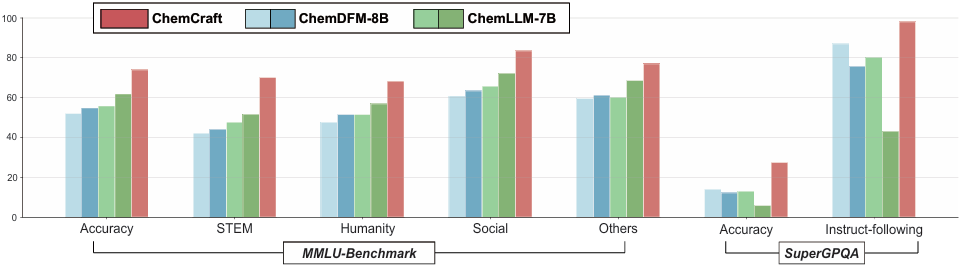 ChemCraft ChemDFM-8B ChemLLM-7B
100
80
60
40
20
0
Accuracy STEM Humanity Social Others Accuracy Instruct-following
MMLU-Benchmark SuperGPQA